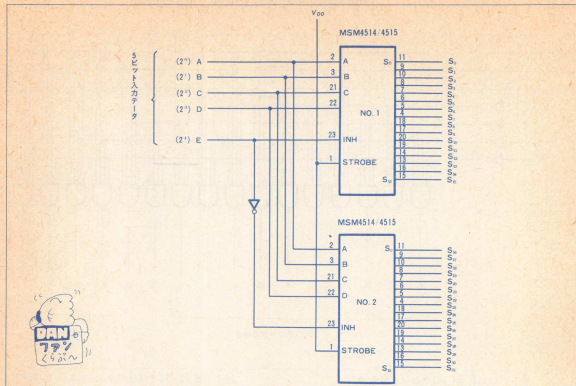 VDD
MSM4514/4515
5ビット入力データ
(2⁰) A
(2¹) B
(2²) C
(2³) D
(2⁴) E
2 A
3 B
21 C
22 D
23 INH
1 STROBE
NO. 1
S₀ 11 S₀
9 S₁
10 S₂
8 S₃
7 S₄
6 S₅
5 S₆
4 S₇
18 S₈
17 S₉
20 S₁₀
19 S₁₁
14 S₁₂
13 S₁₃
16 S₁₄
S₁₅ 15 S₁₅
MSM4514/4515
2 A
3 B
21 C
22 D
23 INH
1 STROBE
NO. 2
S₀ 11 S₁₆
9 S₁₇
10 S₁₈
8 S₁₉
7 S₂₀
6 S₂₁
5 S₂₂
4 S₂₃
18 S₂₄
17 S₂₅
20 S₂₆
19 S₂₇
14 S₂₈
13 S₂₉
16 S₃₀
S₁₅ 15 S₃₁
DANの
フラン
くらぶ〜